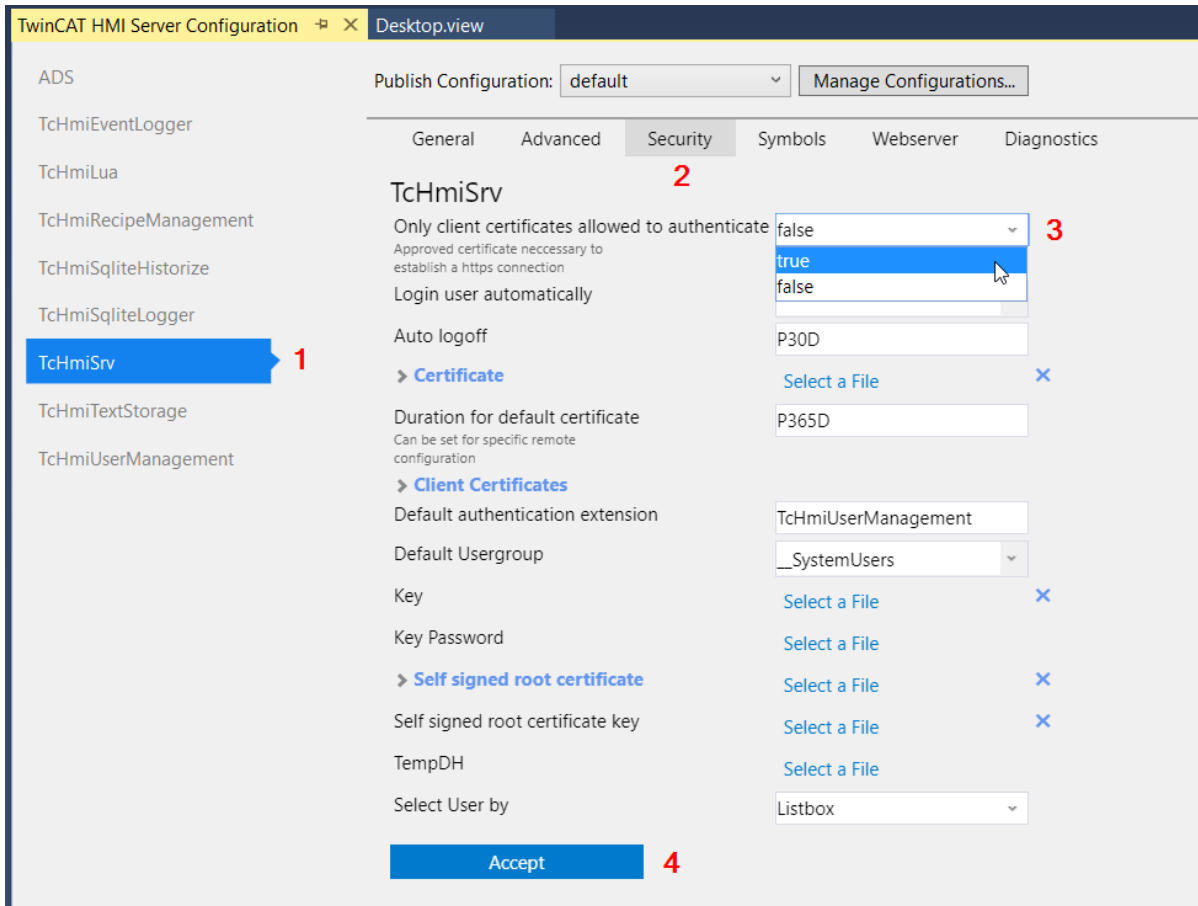 TwinCAT HMI Server Configuration
Desktop.view
ADS
TcHmiEventLogger
TcHmiLua
TcHmiRecipeManagement
TcHmiSqliteHistorize
TcHmiSqliteLogger
TcHmiSrv
1
TcHmiTextStorage
TcHmiUserManagement
Publish Configuration: default Manage Configurations...
General Advanced Security Symbols Webserver Diagnostics
2
TcHmiSrv
Only client certificates allowed to authenticate false 3
Approved certificate neccessary to
establish a https connection
true
false
Login user automatically
Auto logoff P30D
Certificate Select a File
Duration for default certificate P365D
Can be set for specific remote
configuration
Client Certificates
Default authentication extension TcHmiUserManagement
Default Usergroup __SystemUsers
Key Select a File
Key Password Select a File
Self signed root certificate Select a File
Self signed root certificate key Select a File
TempDH Select a File
Select User by Listbox
Accept 4